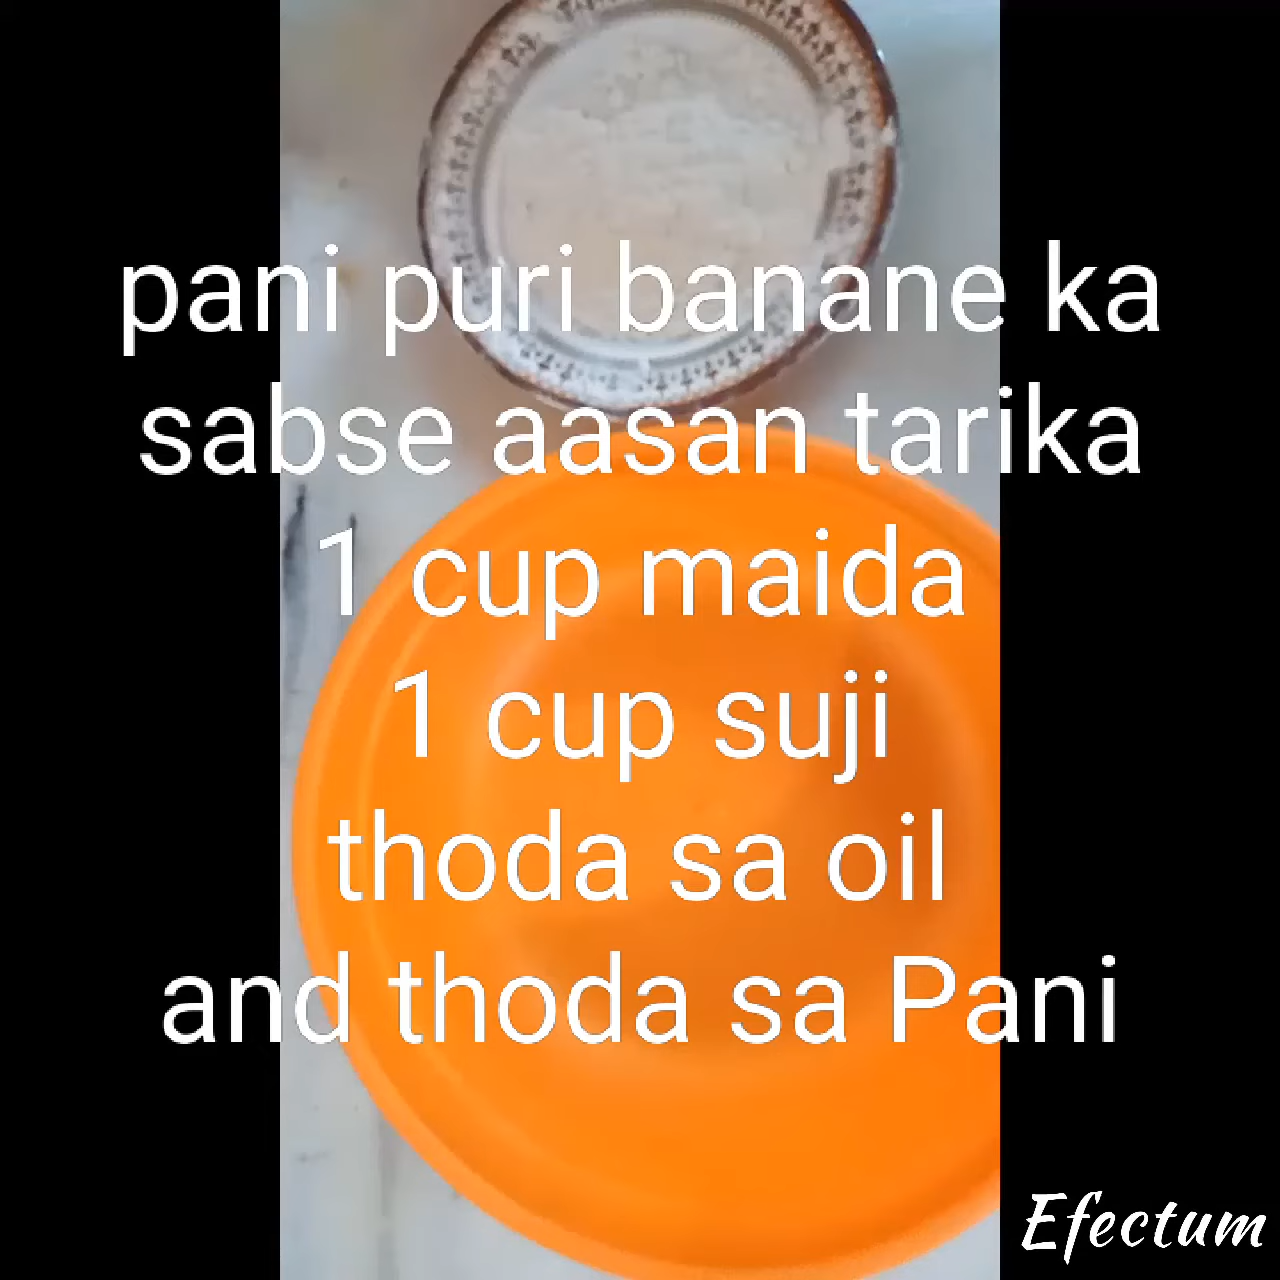 pani puri banane ka
sabse aasan tarika
1 cup maida
1 cup suji
thoda sa oil
and thoda sa Pani
Efectum